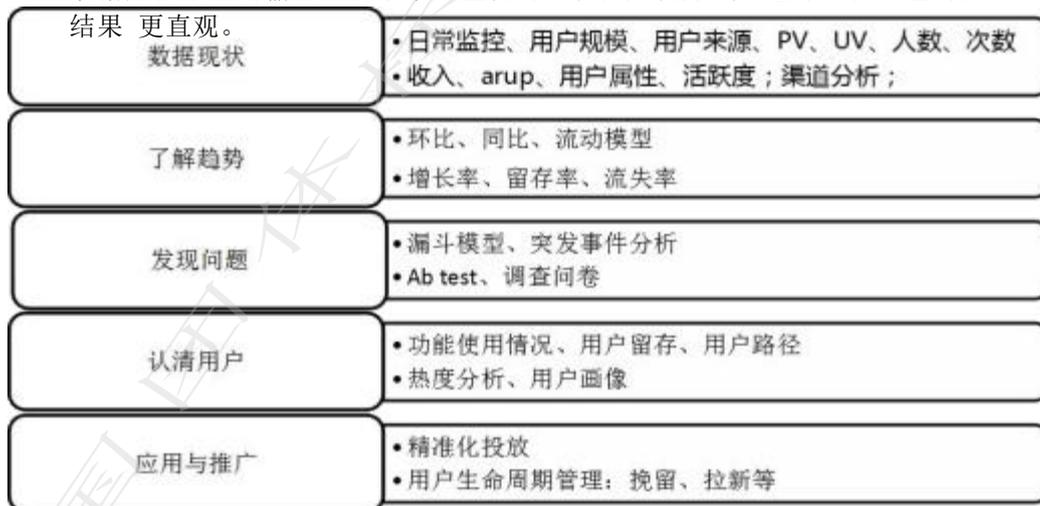 结果 更直观。
数据现状
•日常监控、用户规模、用户来源、PV、UV、人数、次数
•收入、arup、用户属性、活跃度；渠道分析；
了解趋势
•环比、同比、流动模型
•增长率、留存率、流失率
发现问题
•漏斗模型、突发事件分析
•Ab test、调查问卷
认清用户
•功能使用情况、用户留存、用户路径
•热度分析、用户画像
应用与推广
•精准化投放
•用户生命周期管理：挽留、拉新等